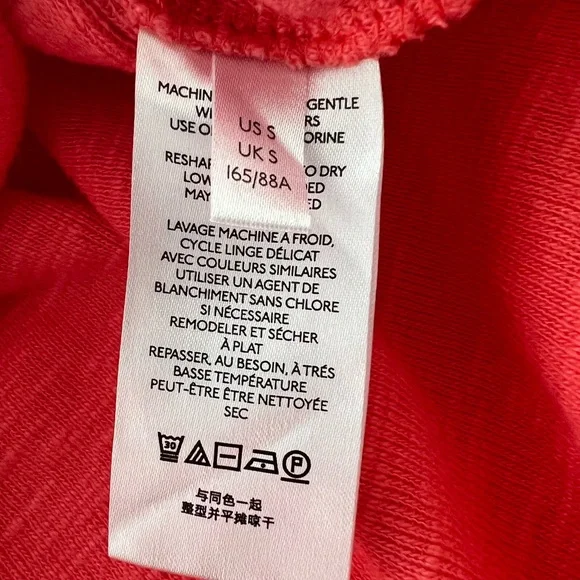 MACHIN GENTLE
WI RS
USE O ORINE
RESHAP O DRY
LOW DED
MAY
US S
UK S
165/88A
LAVAGE MACHINE A FROID,
CYCLE LINGE DÉLICAT
AVEC COULEURS SIMILAIRES
UTILISER UN AGENT DE
BLANCHIMENT SANS CHLORE
SI NÉCESSAIRE
REMODELER ET SÉCHER
À PLAT
REPASSER, AU BESOIN, À TRÉS
BASSE TEMPÉRATURE
PEUT-ÊTRE ÊTRE NETTOYÉE
SEC
30
P
与同色一起
整型并平摊晾干